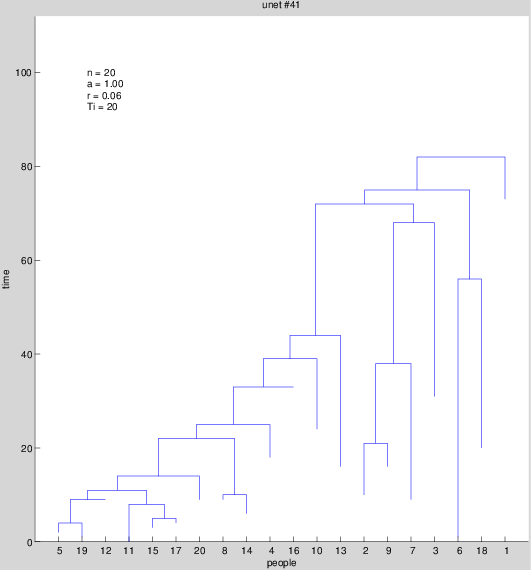 unet #41
n = 20
a = 1.00
r = 0.06
Ti = 20
100
80
60
40
20
0
time
5 19 12 11 15 17 20 8 14 4 16 10 13 2 9 7 3 6 18 1
people